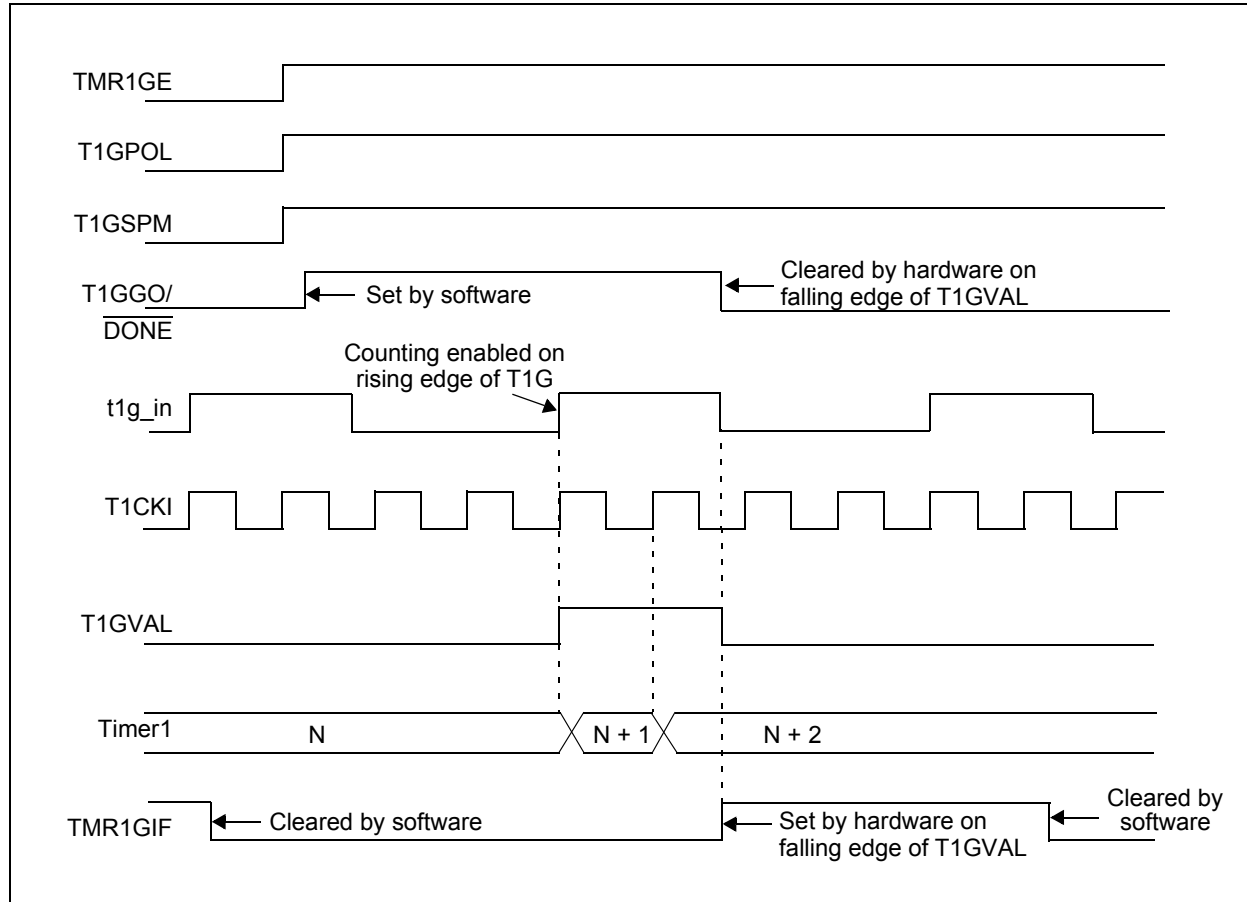 TMR1GE
T1GPOL
T1GSPM
T1GGO/
DONE
Set by software
Cleared by hardware on
falling edge of T1GVAL
Counting enabled on
rising edge of T1G
t1g_in
T1CKI
T1GVAL
Timer1
N
N + 1
N + 2
TMR1GIF
Cleared by software
Set by hardware on
falling edge of T1GVAL
Cleared by
software